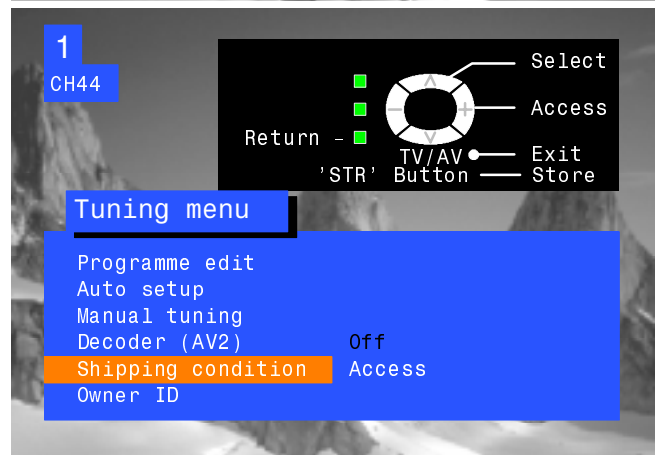 1
CH44
Select
Access
Return –
TV/AV Exit
'STR' Button Store
Tuning menu
Programme edit
Auto setup
Manual tuning
Decoder (AV2) Off
Shipping condition Access
Owner ID